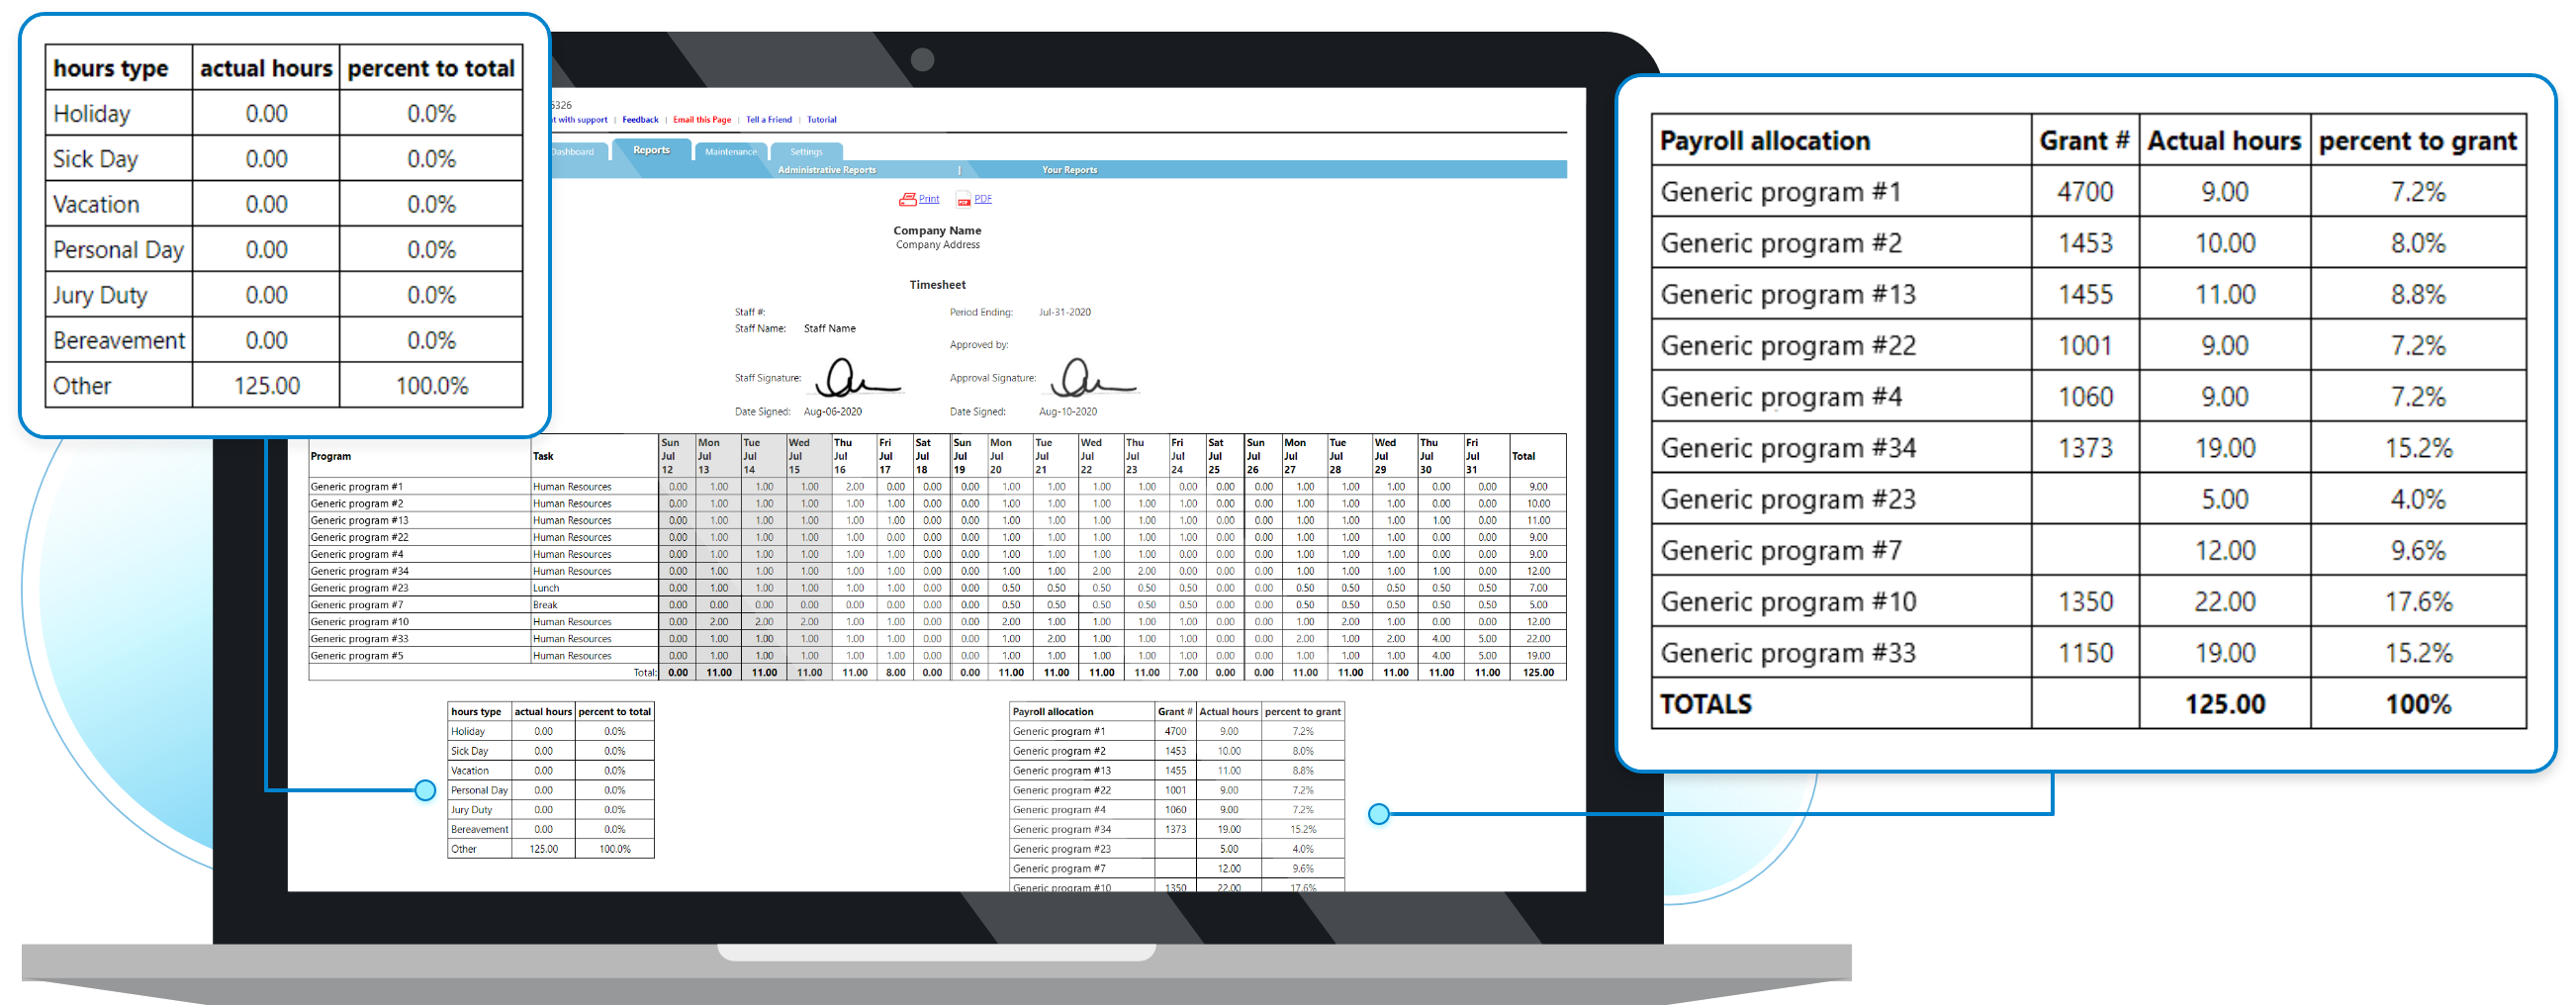 hours type actual hours percent to total
Holiday 0.00 0.0%
Sick Day 0.00 0.0%
Vacation 0.00 0.0%
Personal Day 0.00 0.0%
Jury Duty 0.00 0.0%
Bereavement 0.00 0.0%
Other 125.00 100.0%
5326
t with support | Feedback | Email this Page | Tell a Friend | Tutorial
Dashboard Reports Maintenance Settings
Administrative Reports | Your Reports
Print PDF
Company Name
Company Address
Timesheet
Staff #: Period Ending: Jul-31-2020
Staff Name: Staff Name
Approved by:
Staff Signature: Approval Signature:
Date Signed: Aug-06-2020 Date Signed: Aug-10-2020
Sun Mon Tue Wed Thu Fri Sat Sun Mon Tue Wed Thu Fri Sat Sun Mon Tue Wed Thu Fri
Program Task Jul Jul Jul Jul Jul Jul Jul Jul Jul Jul Jul Jul Jul Jul Jul Jul Jul Jul Jul Jul Total
12 13 14 15 16 17 18 19 20 21 22 23 24 25 26 27 28 29 30 31
Generic program #1 Human Resources 0.00 1.00 1.00 1.00 2.00 0.00 0.00 0.00 1.00 1.00 1.00 1.00 0.00 0.00 0.00 1.00 1.00 1.00 0.00 0.00 9.00
Generic program #2 Human Resources 0.00 1.00 1.00 1.00 1.00 1.00 0.00 0.00 1.00 1.00 1.00 1.00 1.00 0.00 0.00 1.00 1.00 1.00 0.00 0.00 10.00
Generic program #13 Human Resources 0.00 1.00 1.00 1.00 1.00 1.00 0.00 0.00 1.00 1.00 1.00 1.00 1.00 0.00 0.00 1.00 1.00 1.00 1.00 0.00 11.00
Generic program #22 Human Resources 0.00 1.00 1.00 1.00 1.00 0.00 0.00 0.00 1.00 1.00 1.00 1.00 1.00 0.00 0.00 1.00 1.00 1.00 0.00 0.00 9.00
Generic program #4 Human Resources 0.00 1.00 1.00 1.00 1.00 1.00 0.00 0.00 1.00 1.00 1.00 1.00 0.00 0.00 0.00 1.00 1.00 1.00 0.00 0.00 9.00
Generic program #34 Human Resources 0.00 1.00 1.00 1.00 1.00 1.00 0.00 0.00 1.00 1.00 2.00 2.00 0.00 0.00 0.00 1.00 1.00 1.00 1.00 0.00 12.00
Generic program #23 Lunch 0.00 1.00 1.00 1.00 1.00 1.00 0.00 0.00 0.50 0.50 0.50 0.50 0.50 0.00 0.00 0.50 0.50 0.50 0.50 0.50 7.00
Generic program #7 Break 0.00 0.00 0.00 0.00 0.00 0.00 0.00 0.00 0.50 0.50 0.50 0.50 0.50 0.00 0.00 0.50 0.50 0.50 0.50 0.50 5.00
Generic program #10 Human Resources 0.00 2.00 2.00 2.00 1.00 1.00 0.00 0.00 2.00 1.00 1.00 1.00 1.00 0.00 0.00 1.00 2.00 1.00 0.00 0.00 12.00
Generic program #33 Human Resources 0.00 1.00 1.00 1.00 1.00 1.00 0.00 0.00 1.00 2.00 1.00 1.00 1.00 0.00 0.00 2.00 1.00 2.00 4.00 5.00 22.00
Generic program #5 Human Resources 0.00 1.00 1.00 1.00 1.00 1.00 0.00 0.00 1.00 1.00 1.00 1.00 1.00 0.00 0.00 1.00 1.00 1.00 4.00 5.00 19.00
Total: 0.00 11.00 11.00 11.00 11.00 8.00 0.00 0.00 11.00 11.00 11.00 11.00 7.00 0.00 0.00 11.00 11.00 11.00 11.00 11.00 125.00
hours type actual hours percent to total
Holiday 0.00 0.0%
Sick Day 0.00 0.0%
Vacation 0.00 0.0%
Personal Day 0.00 0.0%
Jury Duty 0.00 0.0%
Bereavement 0.00 0.0%
Other 125.00 100.0%
Payroll allocation Grant # Actual hours percent to grant
Generic program #1 4700 9.00 7.2%
Generic program #2 1453 10.00 8.0%
Generic program #13 1455 11.00 8.8%
Generic program #22 1001 9.00 7.2%
Generic program #4 1060 9.00 7.2%
Generic program #34 1373 19.00 15.2%
Generic program #23 5.00 4.0%
Generic program #7 12.00 9.6%
Generic program #10 1350 22.00 17.6%
Payroll allocation Grant # Actual hours percent to grant
Generic program #1 4700 9.00 7.2%
Generic program #2 1453 10.00 8.0%
Generic program #13 1455 11.00 8.8%
Generic program #22 1001 9.00 7.2%
Generic program #4 1060 9.00 7.2%
Generic program #34 1373 19.00 15.2%
Generic program #23 5.00 4.0%
Generic program #7 12.00 9.6%
Generic program #10 1350 22.00 17.6%
Generic program #33 1150 19.00 15.2%
TOTALS 125.00 100%